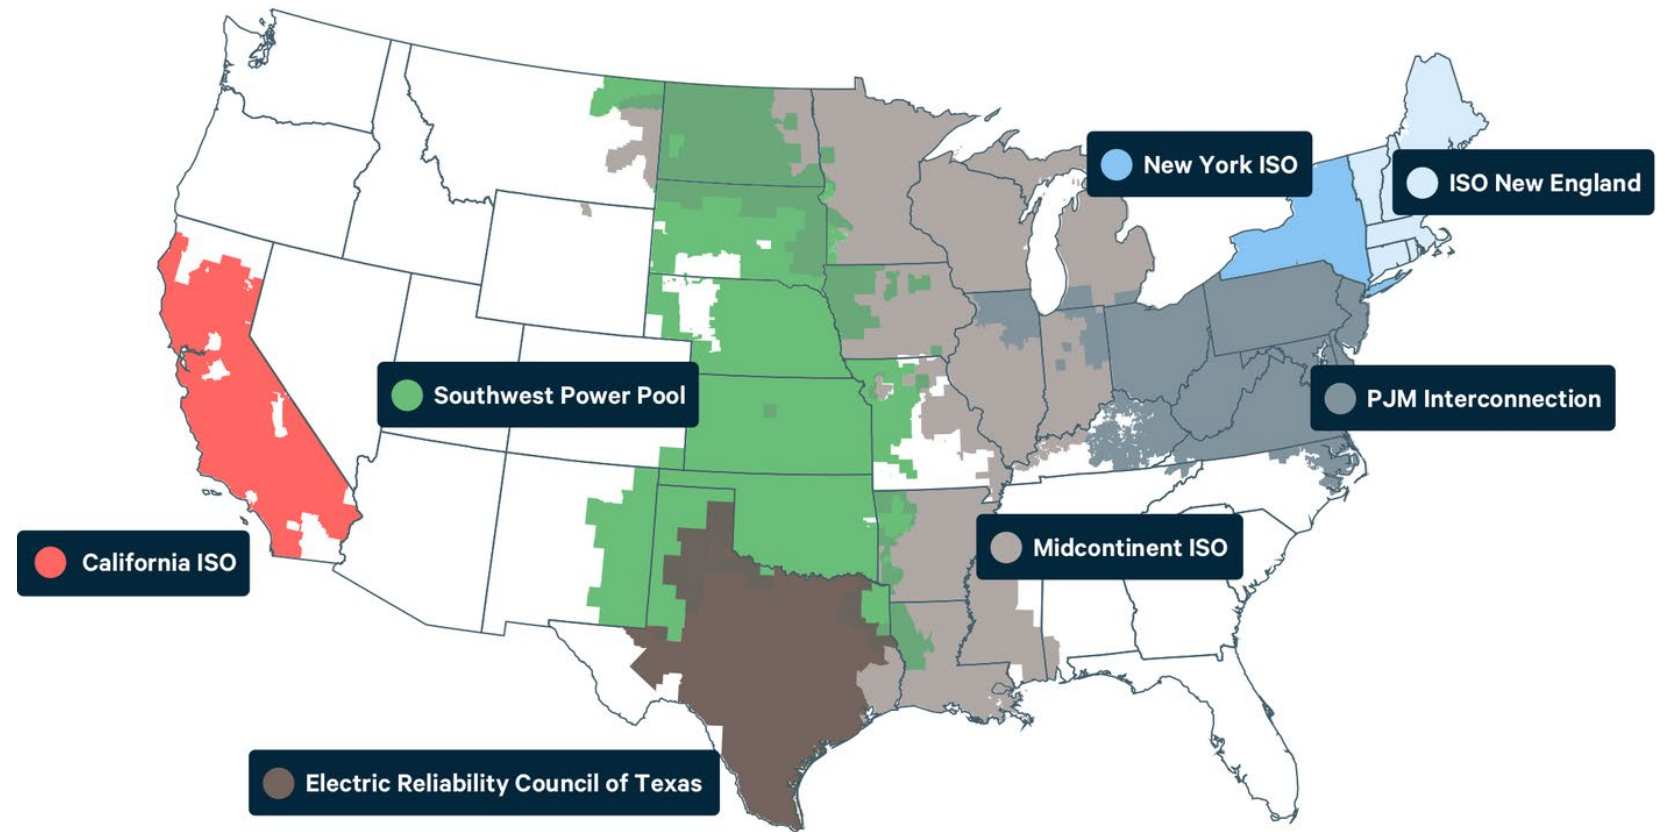 New York ISO
ISO New England
Southwest Power Pool
PJM Interconnection
Midcontinent ISO
California ISO
Electric Reliability Council of Texas